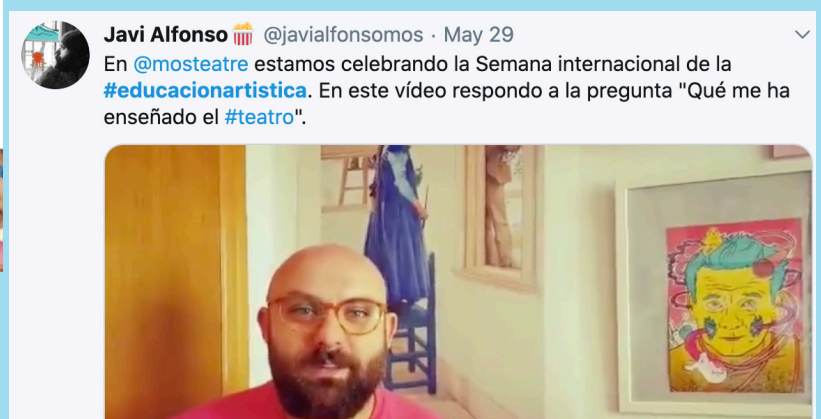 Javi Alfonso🍿 @javialfonsomos · May 29
En @mosteatre estamos celebrando la Semana internacional de la
#educacionartistica. En este vídeo respondo a la pregunta "Qué me ha
enseñado el #teatro".